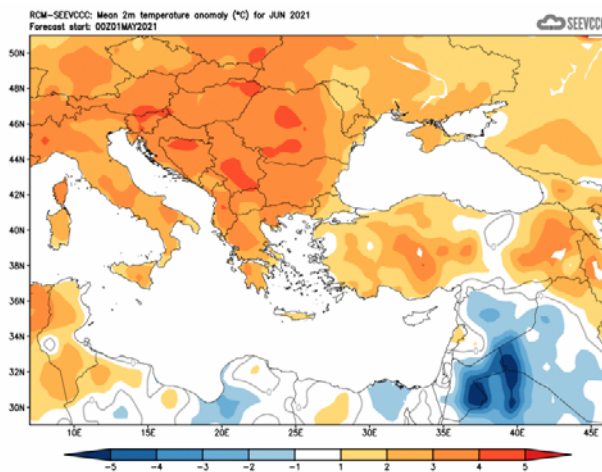 RCM-SEEVCCC: Mean 2m temperature anomaly (°C) for JUN 2021
Forecast start: 00Z01MAY2021
SEEVCCC
50N
48N
46N
44N
42N
40N
38N
36N
34N
32N
30N
10E 15E 20E 25E 30E 35E 40E 45E
-5 -4 -3 -2 -1 1 2 3 4 5